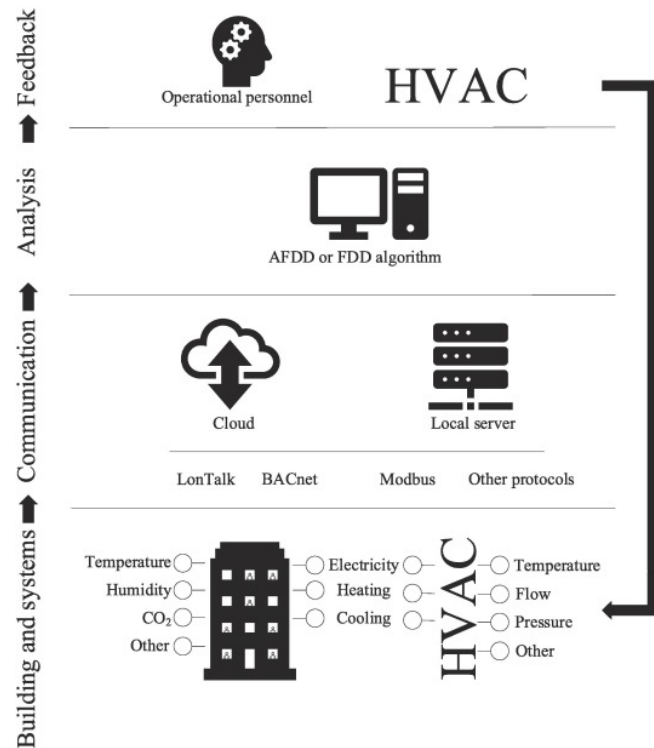 Feedback
Operational personnel
HVAC
Analysis
AFDD or FDD algorithm
Communication
Cloud
Local server
LonTalk
BACnet
Modbus
Other protocols
Building and systems
Temperature
Humidity
CO₂
Other
Electricity
Heating
Cooling
HVAC
Temperature
Flow
Pressure
Other